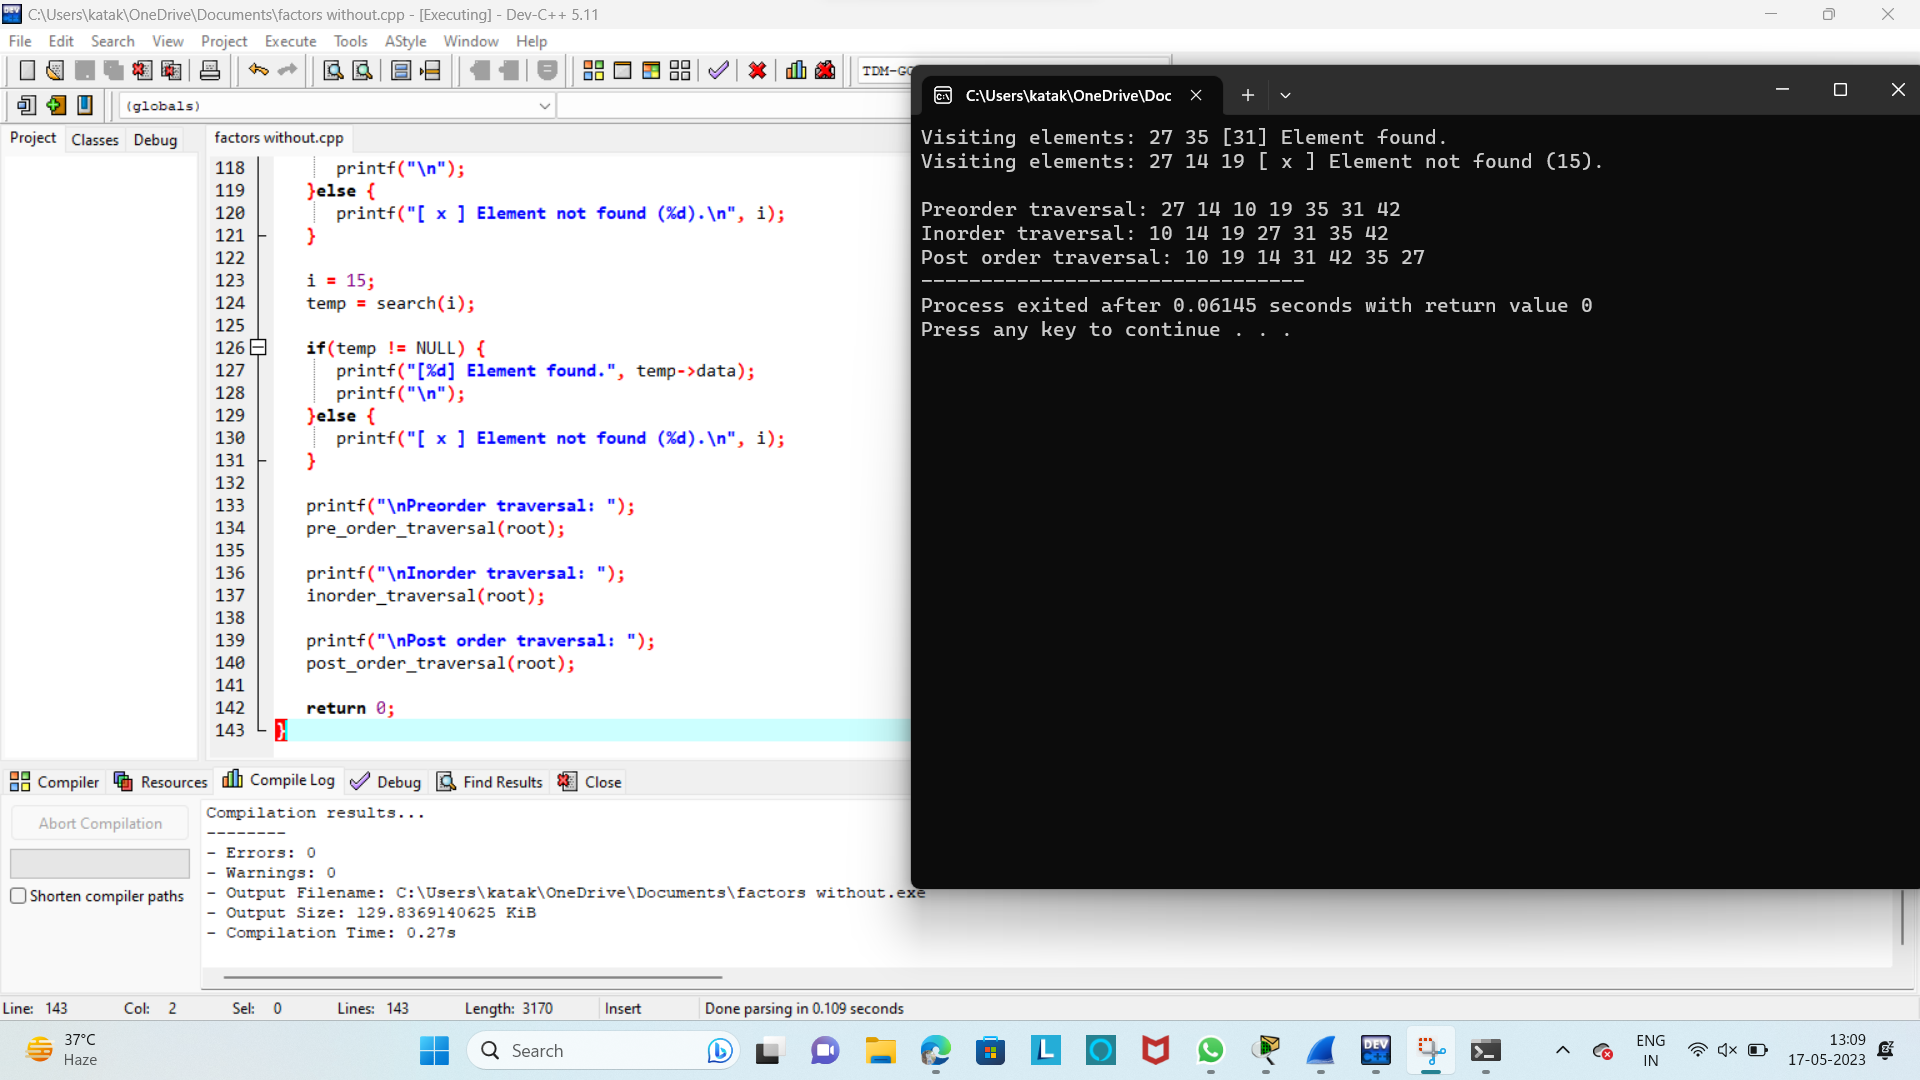 C:\Users\katak\OneDrive\Documents\factors without.cpp - [Executing] - Dev-C++ 5.11
File Edit Search View Project Execute Tools AStyle Window Help
TDM-GC
(globals)
Project Classes Debug
factors without.cpp
118 printf("\n");
119 }else {
120 printf("[ x ] Element not found (%d).\n", i);
121 }
122
123 i = 15;
124 temp = search(i);
125
126 if(temp != NULL) {
127 printf("[%d] Element found.", temp->data);
128 printf("\n");
129 }else {
130 printf("[ x ] Element not found (%d).\n", i);
131 }
132
133 printf("\nPreorder traversal: ");
134 pre_order_traversal(root);
135
136 printf("\nInorder traversal: ");
137 inorder_traversal(root);
138
139 printf("\nPost order traversal: ");
140 post_order_traversal(root);
141
142 return 0;
143 }
C:\Users\katak\OneDrive\Doc
Visiting elements: 27 35 [31] Element found.
Visiting elements: 27 14 19 [ x ] Element not found (15).
Preorder traversal: 27 14 10 19 35 31 42
Inorder traversal: 10 14 19 27 31 35 42
Post order traversal: 10 19 14 31 42 35 27
--------------------------------
Process exited after 0.06145 seconds with return value 0
Press any key to continue . . .
Compiler Resources Compile Log Debug Find Results Close
Abort Compilation
Shorten compiler paths
Compilation results...
--------
- Errors: 0
- Warnings: 0
- Output Filename: C:\Users\katak\OneDrive\Documents\factors without.exe
- Output Size: 129.8369140625 KiB
- Compilation Time: 0.27s
Line: 143 Col: 2 Sel: 0 Lines: 143 Length: 3170 Insert Done parsing in 0.109 seconds
37°C
Haze
Search
L
DEV
C++
ENG
IN
13:09
17-05-2023